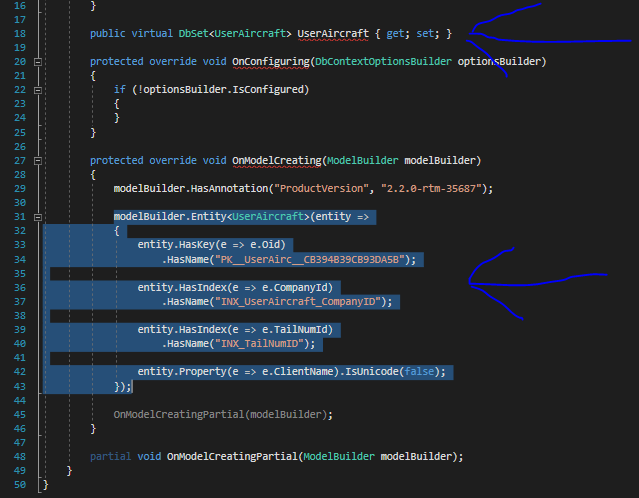 16 }
17
18 public virtual DbSet<UserAircraft> UserAircraft { get; set; }
19
20 protected override void OnConfiguring(DbContextOptionsBuilder optionsBuilder)
21 {
22 if (!optionsBuilder.IsConfigured)
23 {
24 }
25 }
26
27 protected override void OnModelCreating(ModelBuilder modelBuilder)
28 {
29 modelBuilder.HasAnnotation("ProductVersion", "2.2.0-rtm-35687");
30
31 modelBuilder.Entity<UserAircraft>(entity =>
32 {
33 entity.HasKey(e => e.Oid)
34 .HasName("PK__UserAirc__CB394B39CB93DA5B");
35
36 entity.HasIndex(e => e.CompanyId)
37 .HasName("INX_UserAircraft_CompanyID");
38
39 entity.HasIndex(e => e.TailNumId)
40 .HasName("INX_TailNumID");
41
42 entity.Property(e => e.ClientName).IsUnicode(false);
43 });
44
45 OnModelCreatingPartial(modelBuilder);
46 }
47
48 partial void OnModelCreatingPartial(ModelBuilder modelBuilder);
49 }
50 }